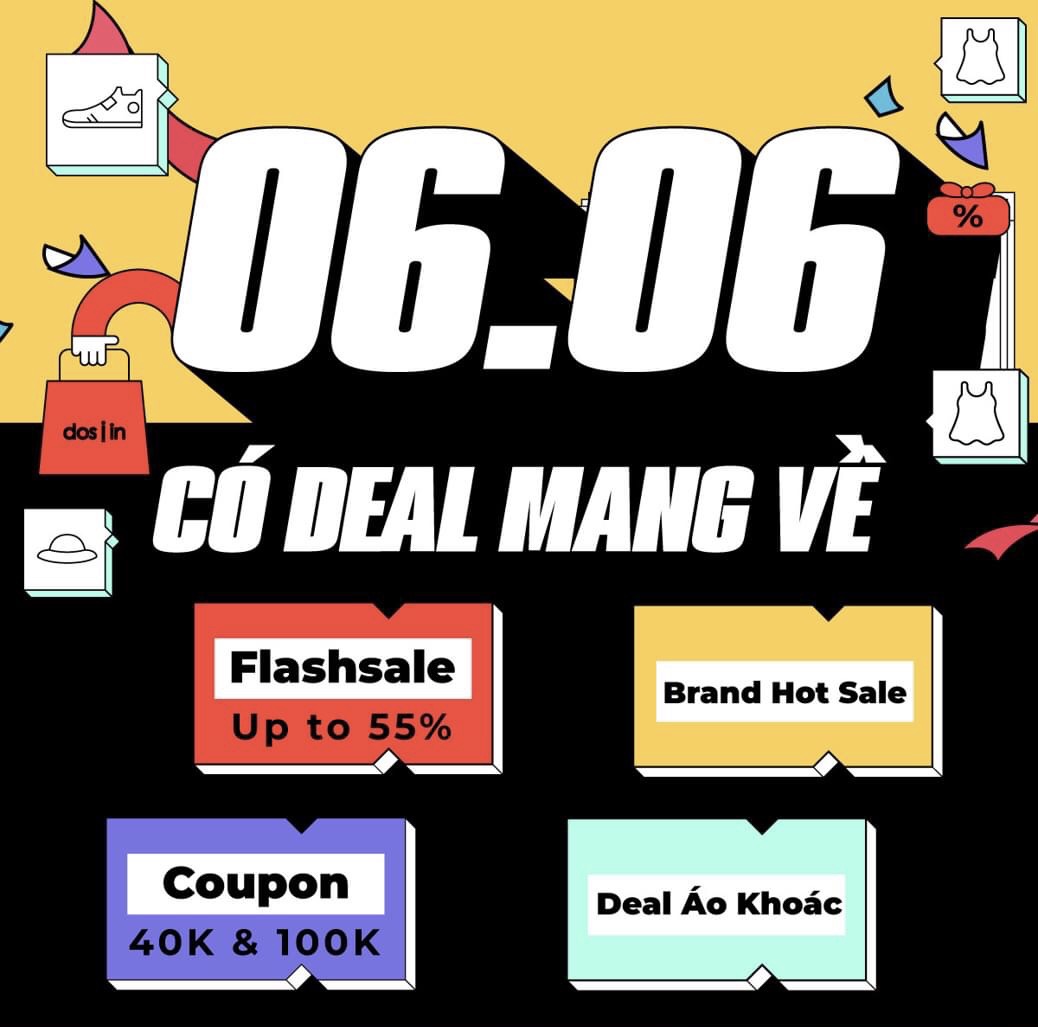 06.06
%
dos|in
CÓ DEAL MANG VỀ
Flashsale
Up to 55%
Brand Hot Sale
Coupon
40K & 100K
Deal Áo Khoác